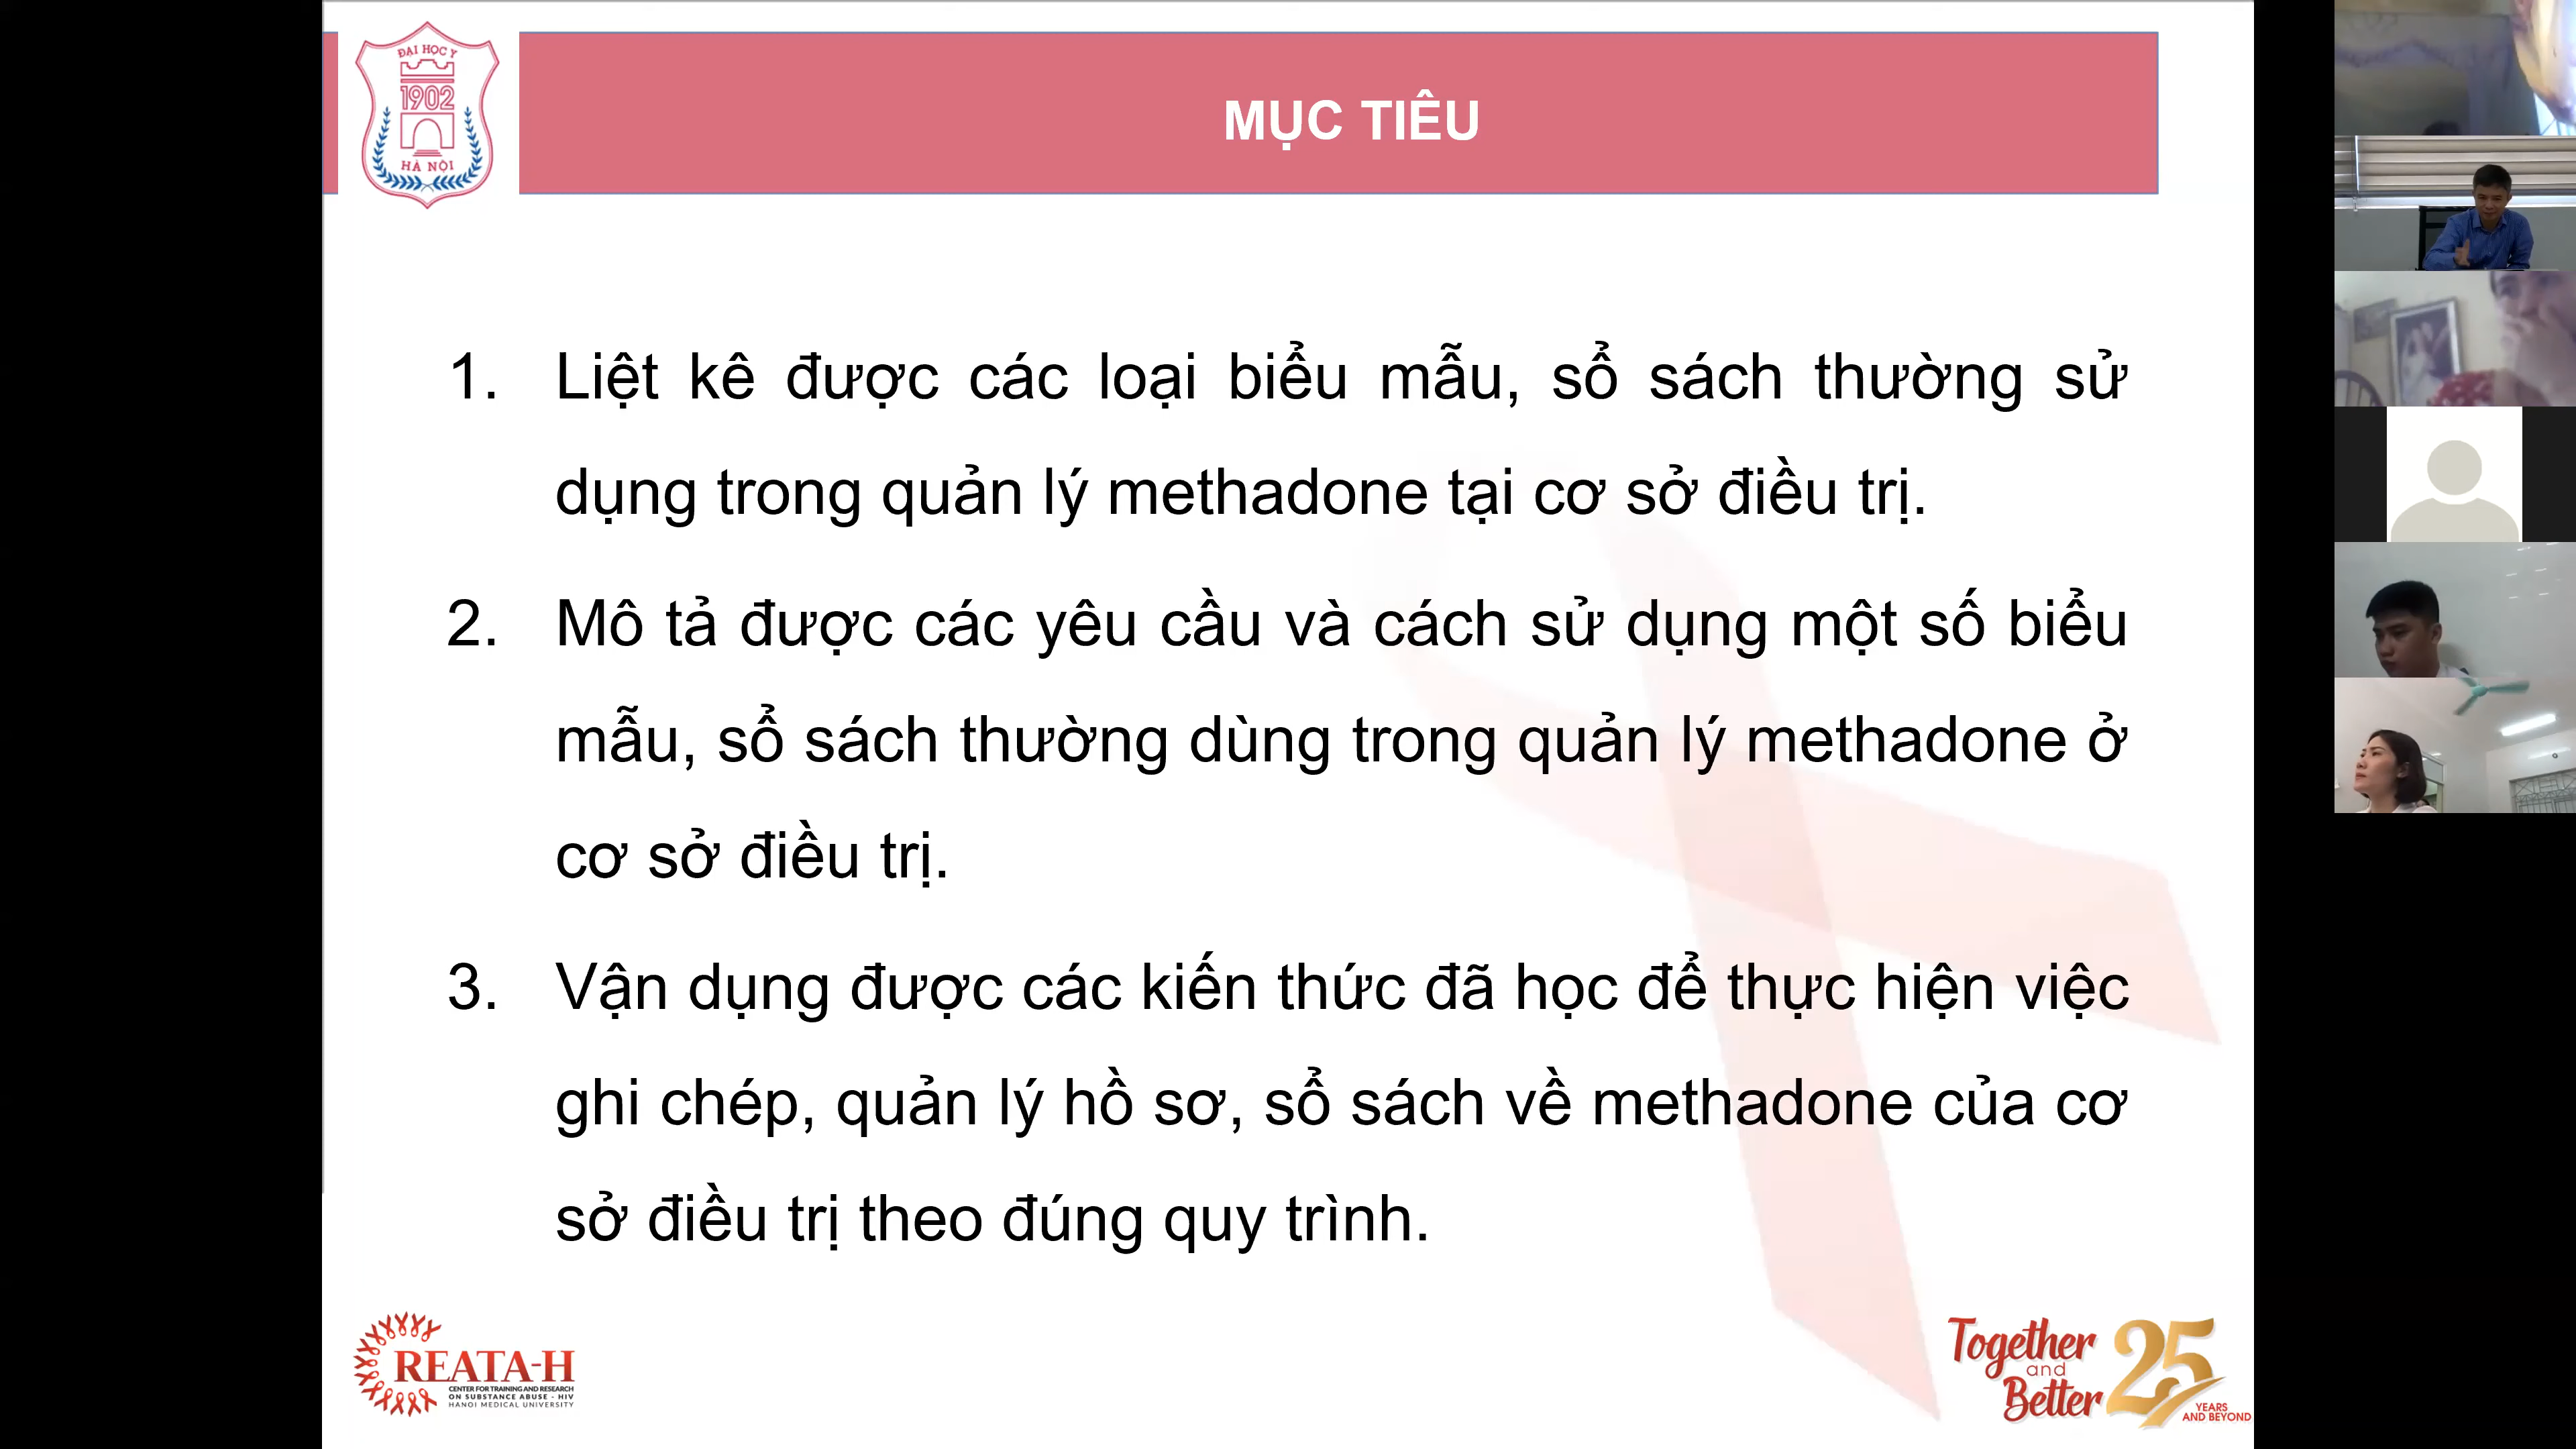 ĐẠI HỌC Y
1902
HÀ NỘI
MỤC TIÊU
1. Liệt kê được các loại biểu mẫu, sổ sách thường sử
dụng trong quản lý methadone tại cơ sở điều trị.
2. Mô tả được các yêu cầu và cách sử dụng một số biểu
mẫu, sổ sách thường dùng trong quản lý methadone ở
cơ sở điều trị.
3. Vận dụng được các kiến thức đã học để thực hiện việc
ghi chép, quản lý hồ sơ, sổ sách về methadone của cơ
sở điều trị theo đúng quy trình.
REATA-H
CENTER FOR TRAINING AND RESEARCH
ON SUBSTANCE ABUSE - HIV
HANOI MEDICAL UNIVERSITY
Together
and
Better
25
YEARS
AND BEYOND